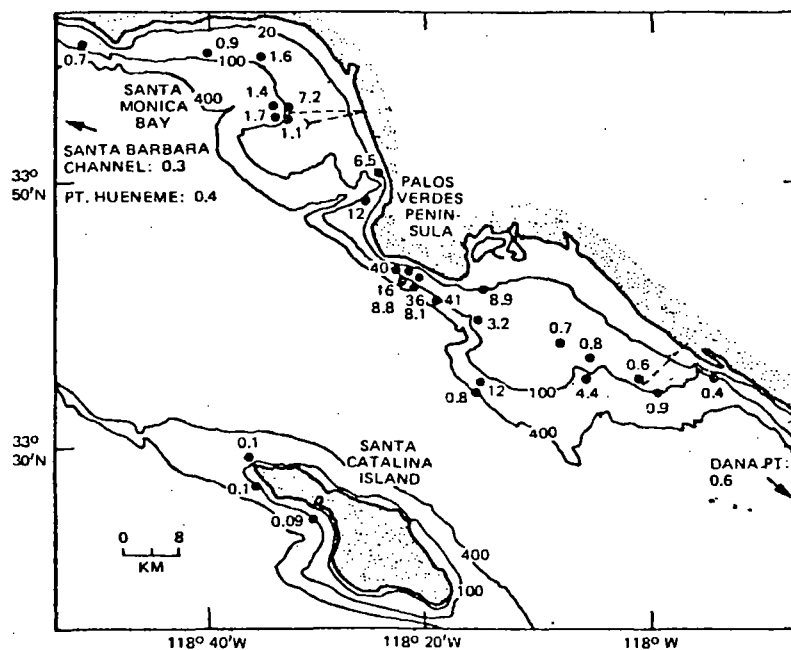 0.7
0.9
20
100
1.6
SANTA
MONICA
BAY
400
1.4
7.2
1.7
1.1
SANTA BARBARA
CHANNEL: 0.3
PT. HUENEME: 0.4
33°
50'N
6.5
12
PALOS
VERDES
PENIN-
SULA
40
16
8.8
36
8.1
41
8.9
3.2
0.7
0.8
0.6
0.8
12
100
4.4
0.9
0.4
400
33°
30'N
0.1
0.1
0.09
SANTA
CATALINA
ISLAND
DANA PT:
0.6
0 8
KM
400
100
118° 40'W
118° 20'W
118° W